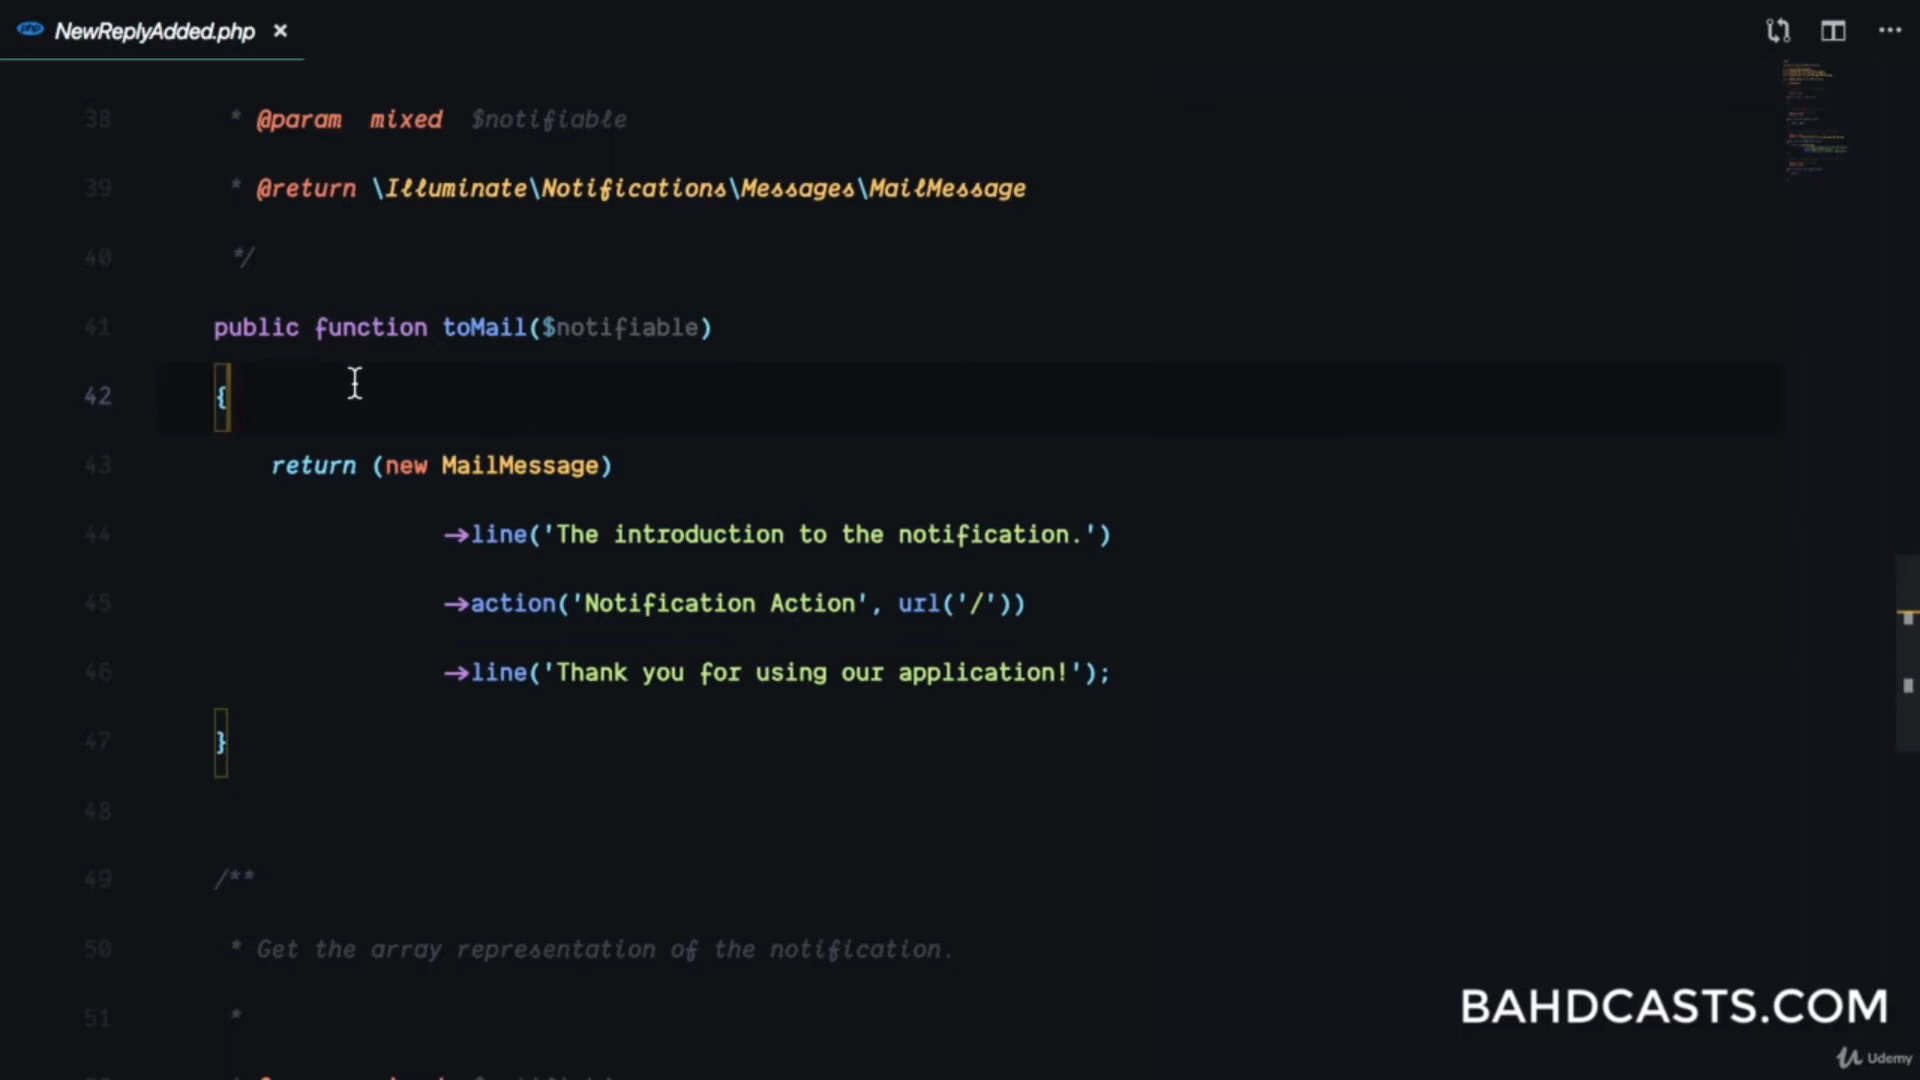 NewReplyAdded.php
38 * @param mixed $notifiable
39 * @return \Illuminate\Notifications\Messages\MailMessage
40 */
41 public function toMail($notifiable)
42 {
43 return (new MailMessage)
44 ->line('The introduction to the notification.')
45 ->action('Notification Action', url('/'))
46 ->line('Thank you for using our application!');
47 }
48
49 /**
50 * Get the array representation of the notification.
51 *
BAHDCASTS.COM
Udemy